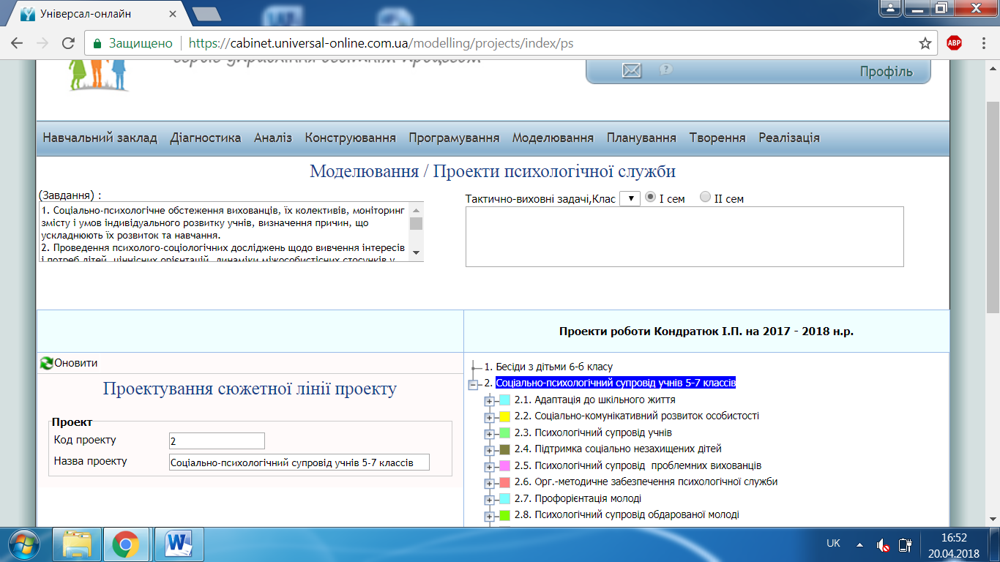 Універсал-онлайн
Защищено
https://cabinet.universal-online.com.ua/modelling/projects/index/ps
ABP
Профіль
Навчальний заклад Діагностика Аналіз Конструювання Програмування Моделювання Планування Творення Реалізація
Моделювання / Проекти психологічної служби
(Завдання) :
1. Соціально-психологічне обстеження вихованців, їх колективів, моніторинг
змісту і умов індивідуального розвитку учнів, визначення причин, що
ускладнюють їх розвиток та навчання.
2. Проведення психолого-соціологічних досліджень щодо вивчення інтересів
і потреб дітей, ціннісних орієнтацій, динаміки міжособистісних стосунків у
Тактично-виховні задачі,Клас I сем II сем
Проекти роботи Кондратюк І.П. на 2017 - 2018 н.р.
Оновити
Проектування сюжетної лінії проекту
Проект
Код проекту 2
Назва проекту Соціально-психологічний супровід учнів 5-7 классів
1. Бесіди з дітьми 6-б класу
2. Соціально-психологічний супровід учнів 5-7 классів
2.1. Адаптація до шкільного життя
2.2. Соціально-комунікативний розвиток особистості
2.3. Психологічний супровід учнів
2.4. Підтримка соціально незахищених дітей
2.5. Психологічний супровід проблемних вихованців
2.6. Орг.-методичне забезпечення психологічної служби
2.7. Профорієнтація молоді
2.8. Психологічний супровід обдарованої молоді
UK
16:52
20.04.2018